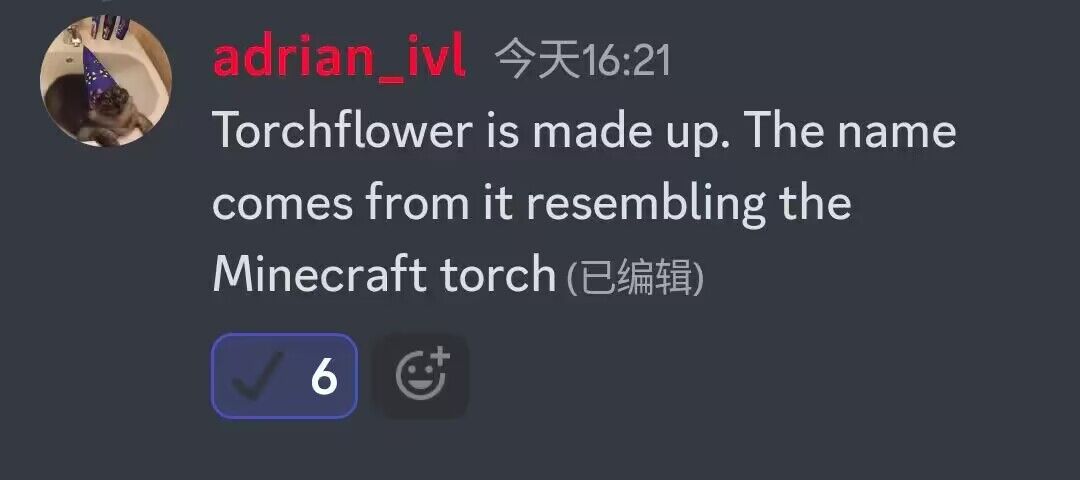 adrian_ivl 今天16:21
Torchflower is made up. The name
comes from it resembling the
Minecraft torch (已编辑)
6